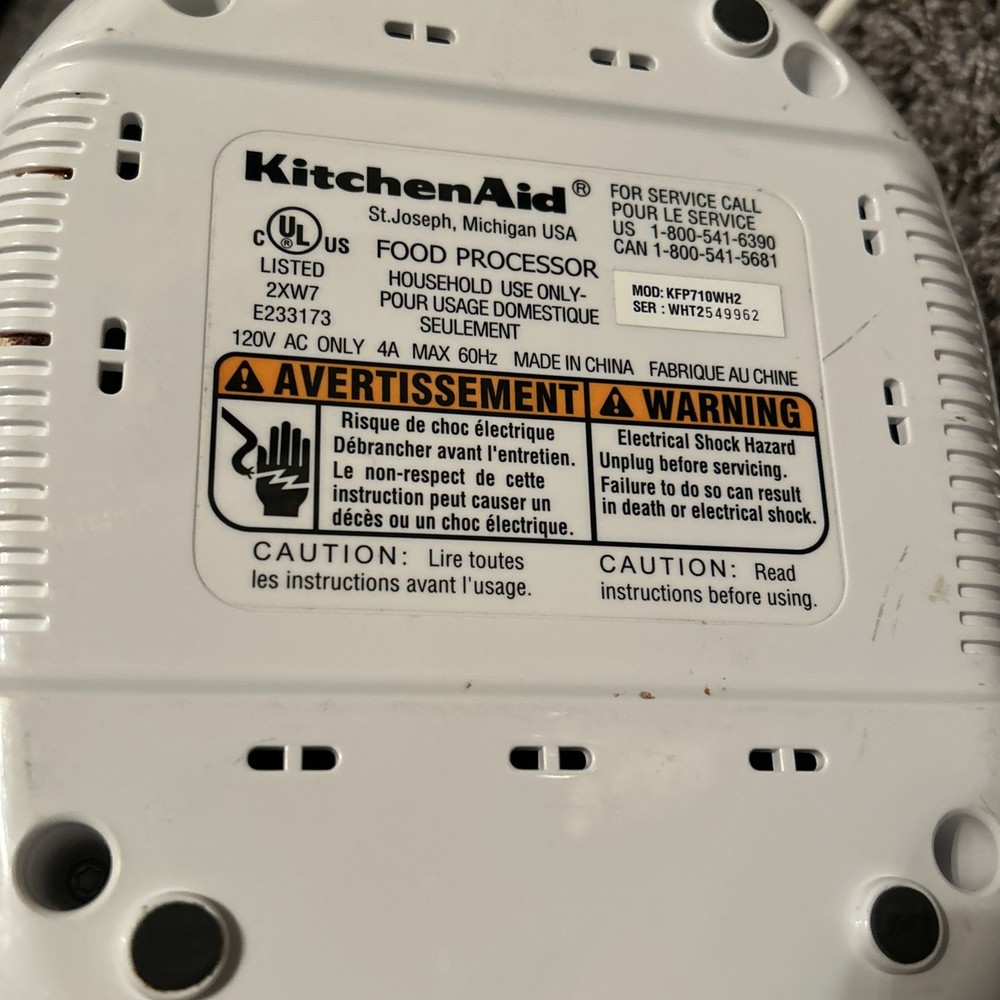 KitchenAid®
St.Joseph, Michigan USA
FOR SERVICE CALL
POUR LE SERVICE
US 1-800-541-6390
CAN 1-800-541-5681
C UL® US
LISTED
2XW7
E233173
FOOD PROCESSOR
HOUSEHOLD USE ONLY-
POUR USAGE DOMESTIQUE
SEULEMENT
MOD: KFP710WH2
SER : WHT2549962
120V AC ONLY 4A MAX 60Hz MADE IN CHINA FABRIQUE AU CHINE
AVERTISSEMENT
Risque de choc électrique
Débrancher avant l'entretien.
Le non-respect de cette
instruction peut causer un
décès ou un choc électrique.
WARNING
Electrical Shock Hazard
Unplug before servicing.
Failure to do so can result
in death or electrical shock.
CAUTION: Lire toutes
les instructions avant l'usage.
CAUTION: Read
instructions before using.